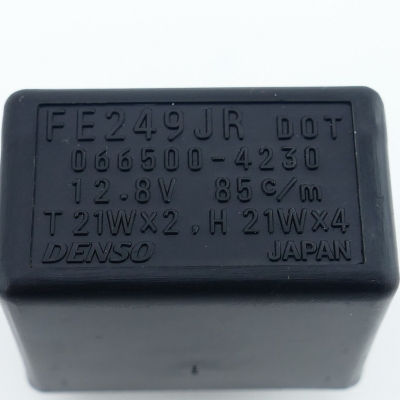 FE249JR DOT
066500-4230
12.8V 85c/m
T 21W×2, H 21W×4
DENSO JAPAN